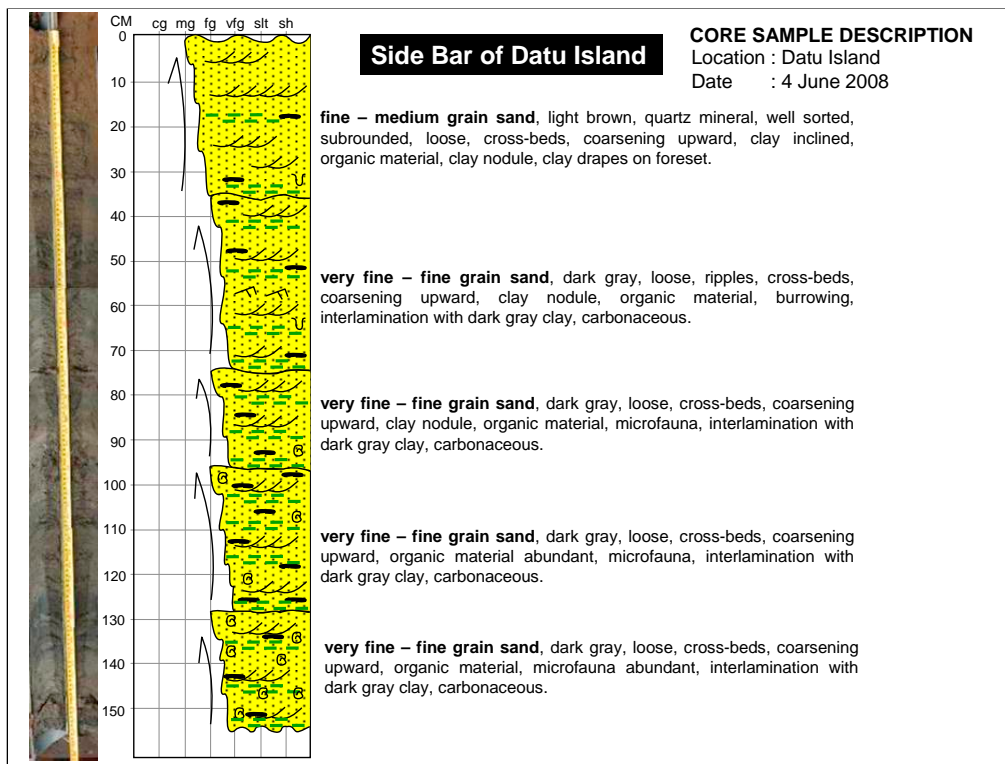 CM cg mg fg vfg slt sh
Side Bar of Datu Island
CORE SAMPLE DESCRIPTION
Location : Datu Island
Date : 4 June 2008
0
10
20
30
40
50
60
70
80
90
100
110
120
130
140
150
fine – medium grain sand, light brown, quartz mineral, well sorted,
subrounded, loose, cross-beds, coarsening upward, clay inclined,
organic material, clay nodule, clay drapes on foreset.
very fine – fine grain sand, dark gray, loose, ripples, cross-beds,
coarsening upward, clay nodule, organic material, burrowing,
interlamination with dark gray clay, carbonaceous.
very fine – fine grain sand, dark gray, loose, cross-beds, coarsening
upward, clay nodule, organic material, microfauna, interlamination with
dark gray clay, carbonaceous.
very fine – fine grain sand, dark gray, loose, cross-beds, coarsening
upward, organic material abundant, microfauna, interlamination with
dark gray clay, carbonaceous.
very fine – fine grain sand, dark gray, loose, cross-beds, coarsening
upward, organic material, microfauna abundant, interlamination with
dark gray clay, carbonaceous.